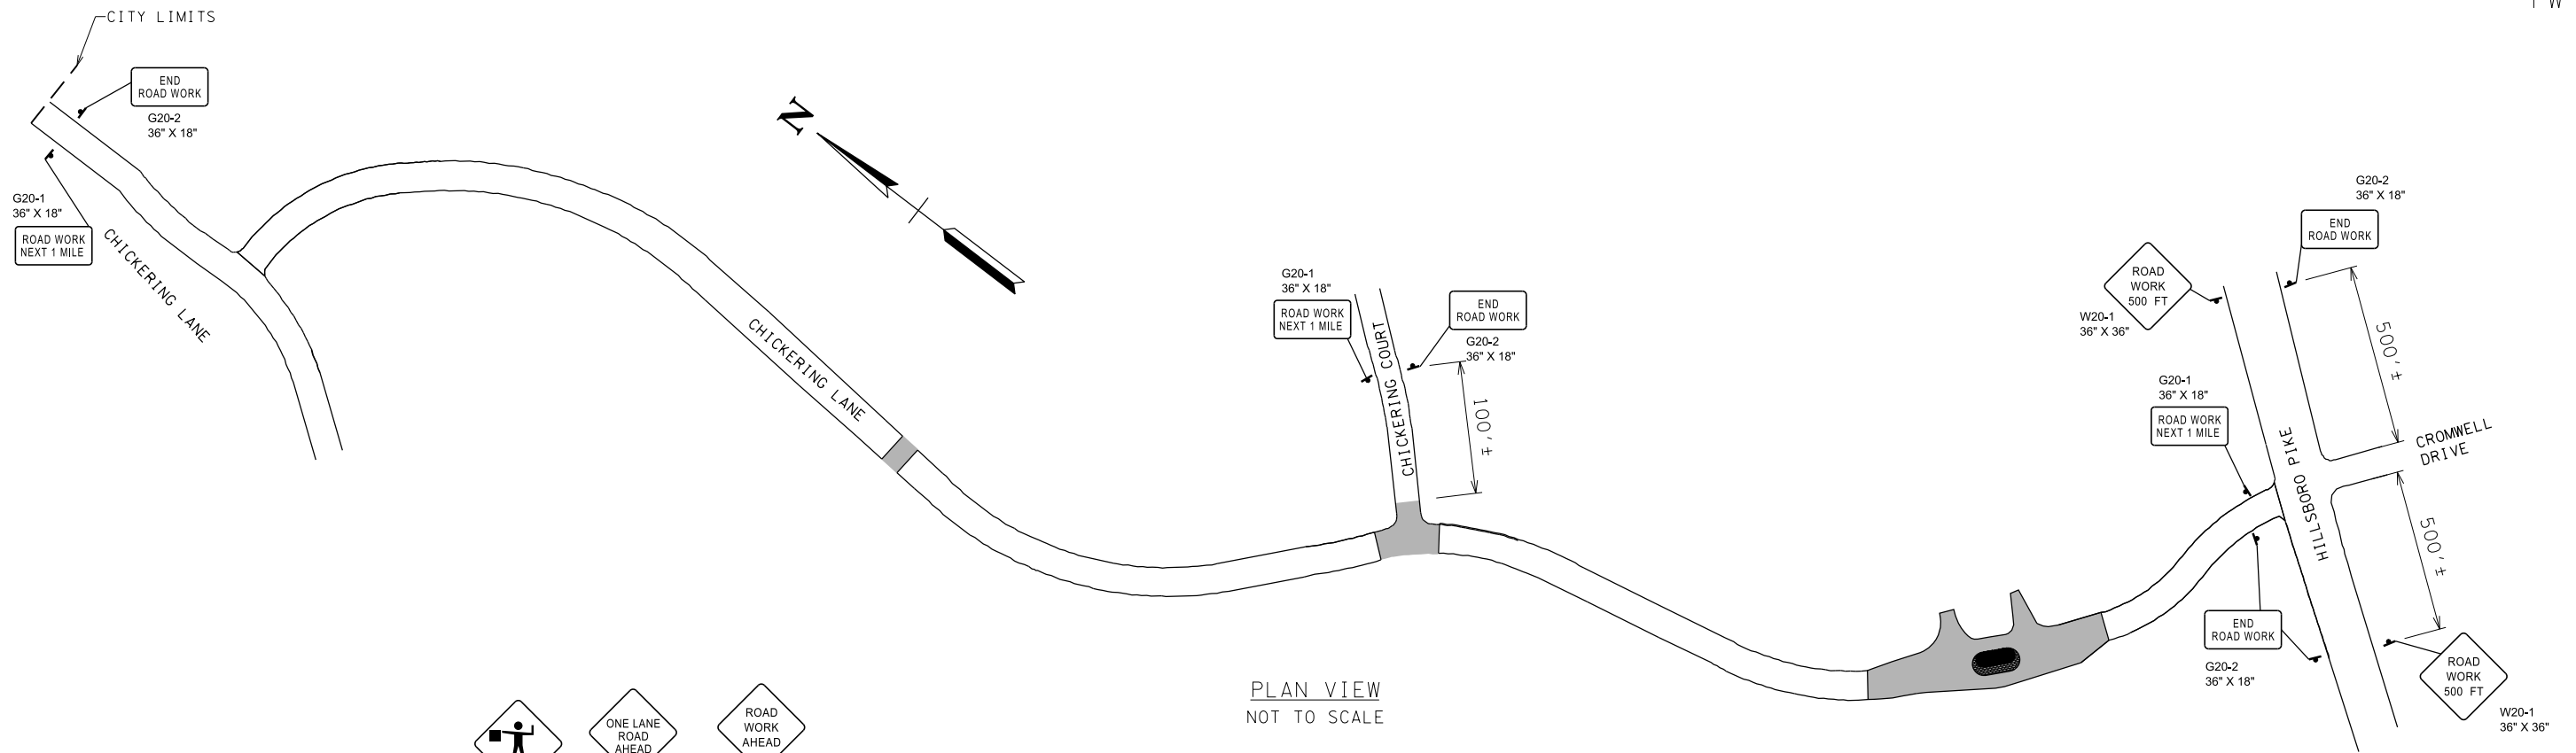 CITY LIMITS
END
ROAD WORK
G20-2
36" X 18"
G20-1
36" X 18"
ROAD WORK
NEXT 1 MILE
CHICKERING LANE
N
CHICKERING LANE
G20-1
36" X 18"
ROAD WORK
NEXT 1 MILE
CHICKERING COURT
END
ROAD WORK
G20-2
36" X 18"
100'±
G20-2
36" X 18"
END
ROAD WORK
ROAD
WORK
500 FT
W20-1
36" X 36"
500'±
G20-1
36" X 18"
ROAD WORK
NEXT 1 MILE
HILLSBORO PIKE
CROMWELL
DRIVE
500'±
END
ROAD WORK
G20-2
36" X 18"
ROAD
WORK
500 FT
W20-1
36" X 36"
PLAN VIEW
NOT TO SCALE
ONE LANE
ROAD
AHEAD
ROAD
WORK
AHEAD